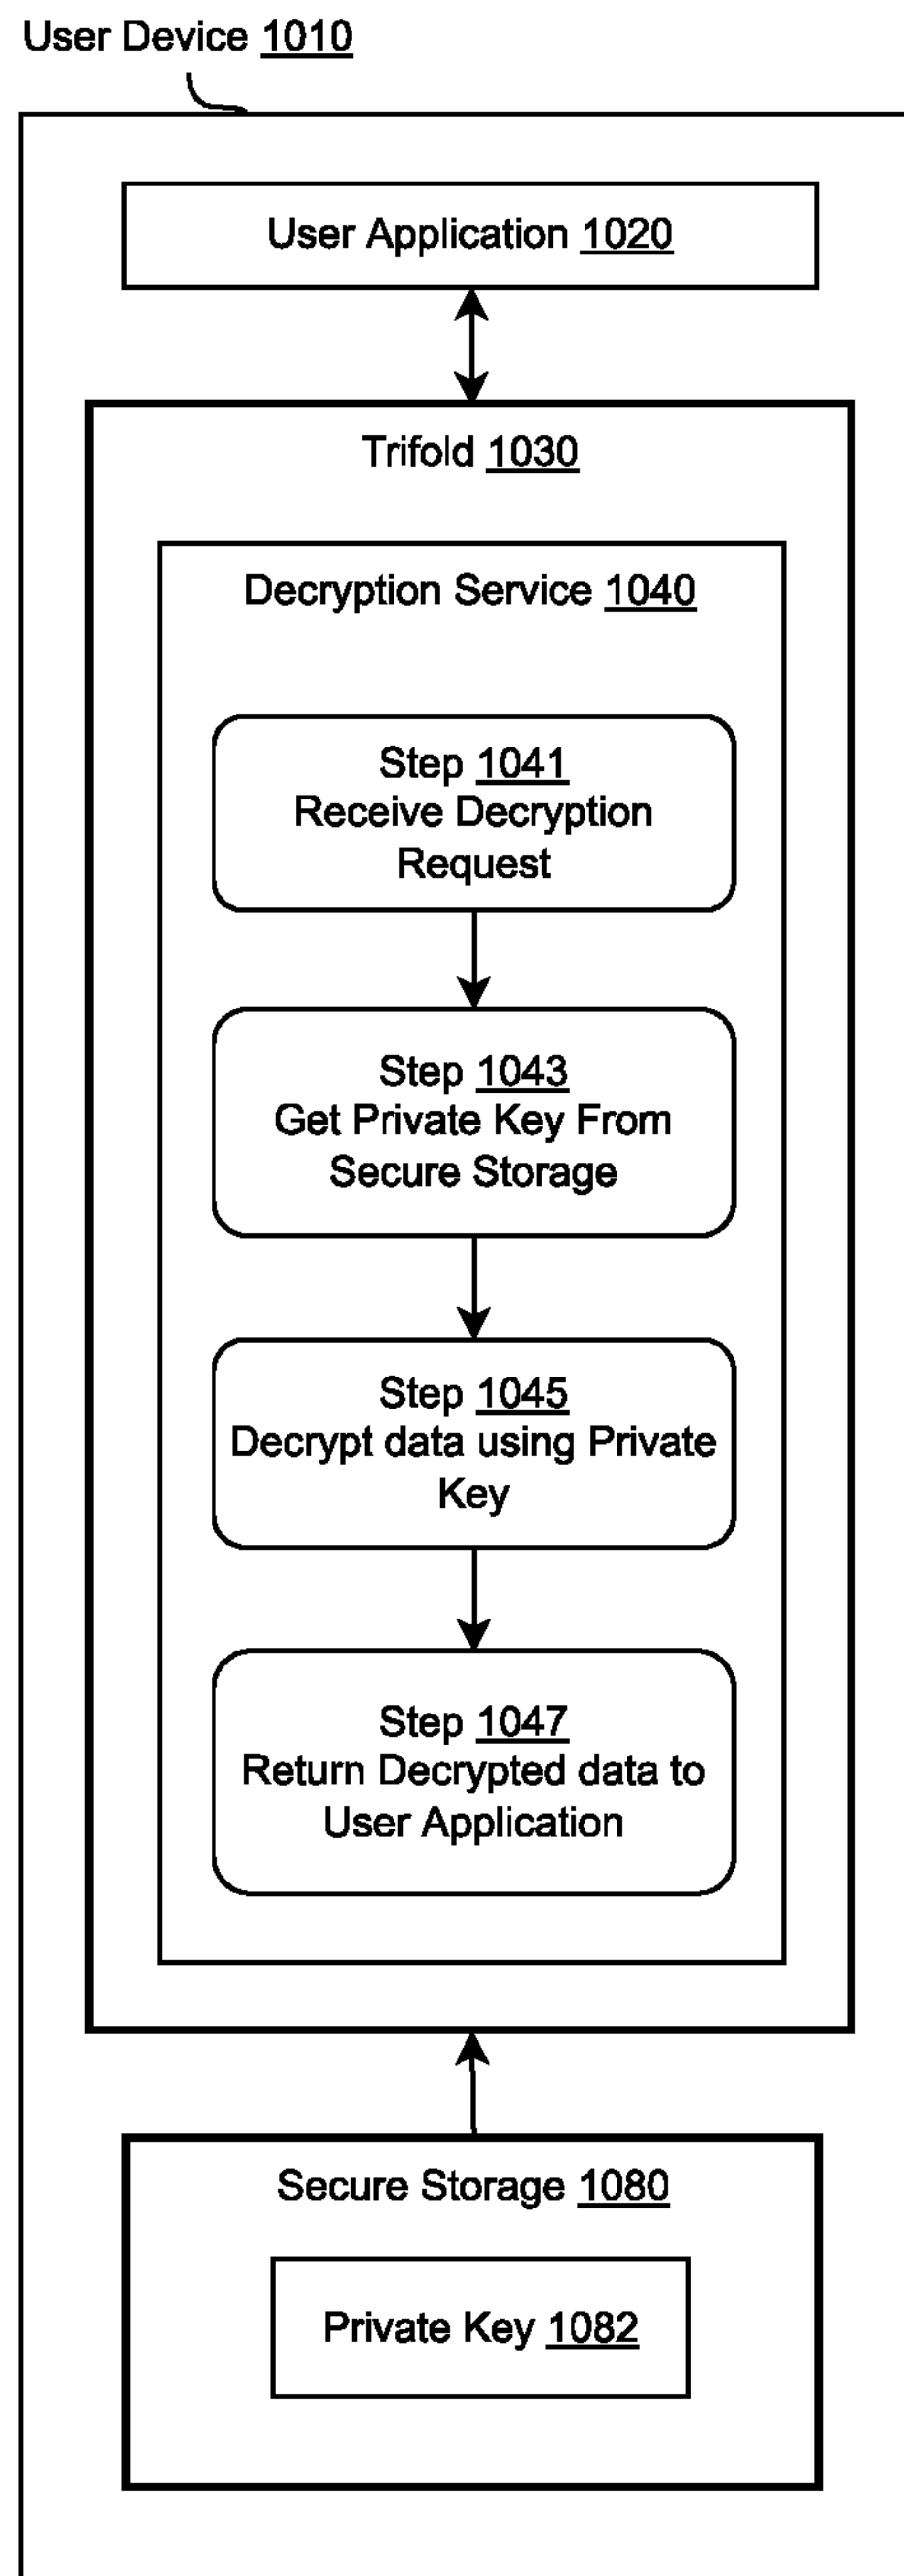 User Device 1010
User Application 1020
Trifold 1030
Decryption Service 1040
Step 1041
Receive Decryption
Request
Step 1043
Get Private Key From
Secure Storage
Step 1045
Decrypt data using Private
Key
Step 1047
Return Decrypted data to
User Application
Secure Storage 1080
Private Key 1082